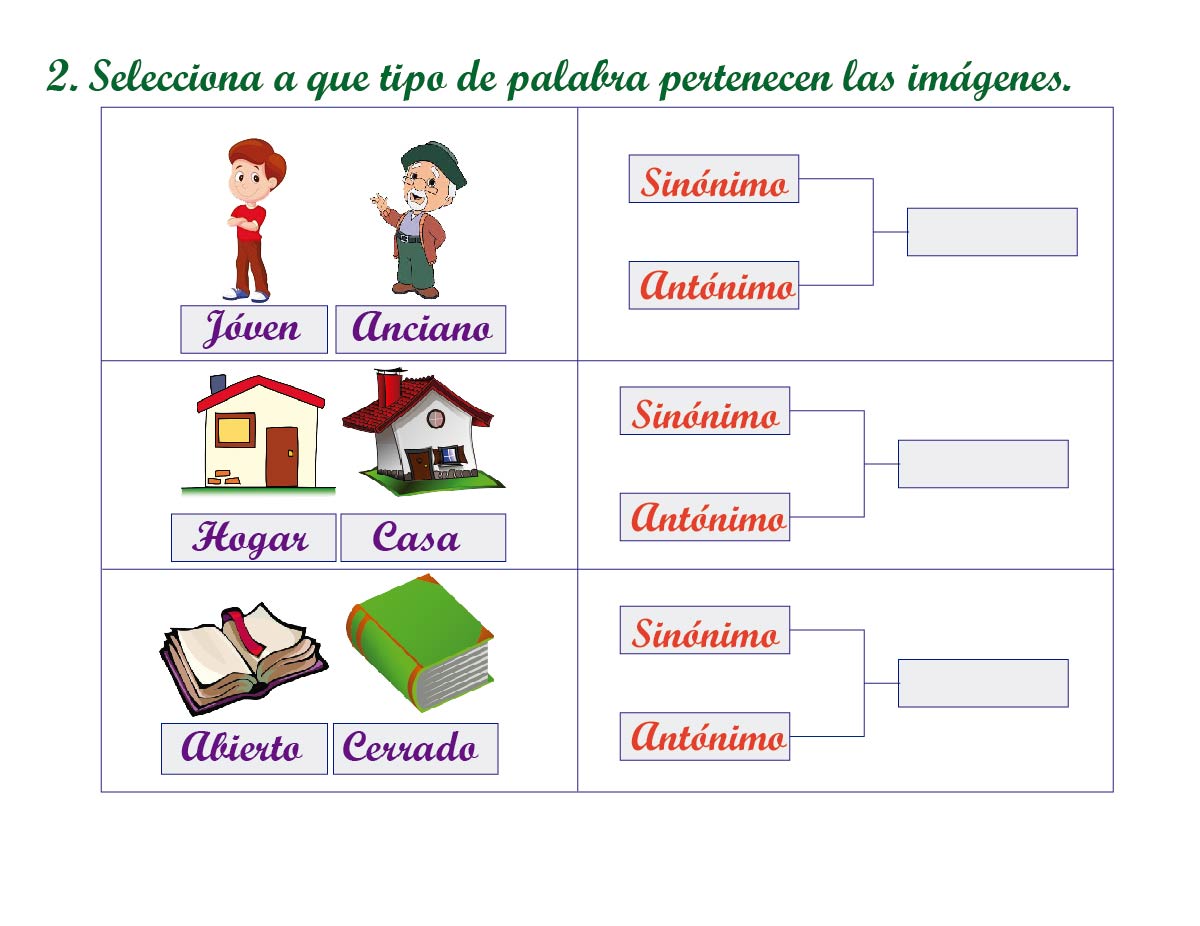 2. Selecciona a que tipo de palabra pertenecen las imágenes.
Sinónimo
Antónimo
Jóven Anciano
Sinónimo
Antónimo
Hogar Casa
Sinónimo
Antónimo
Abierto Cerrado